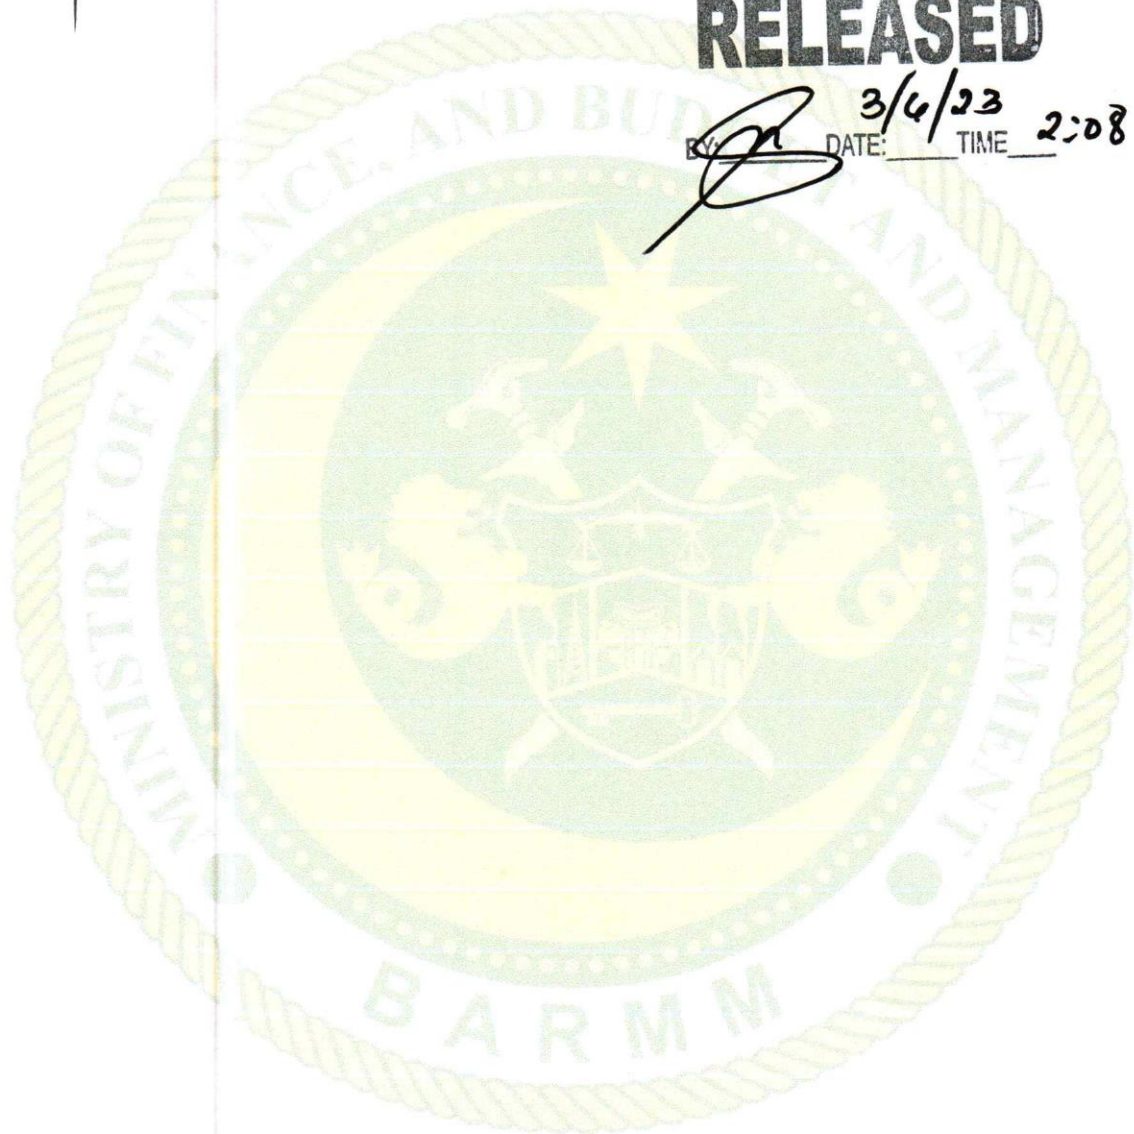 RELEASED
3/6/23 2:08
BY: DATE: TIME
MINISTRY OF FINANCE, AND BUDGET AND MANAGEMENT
BARMM